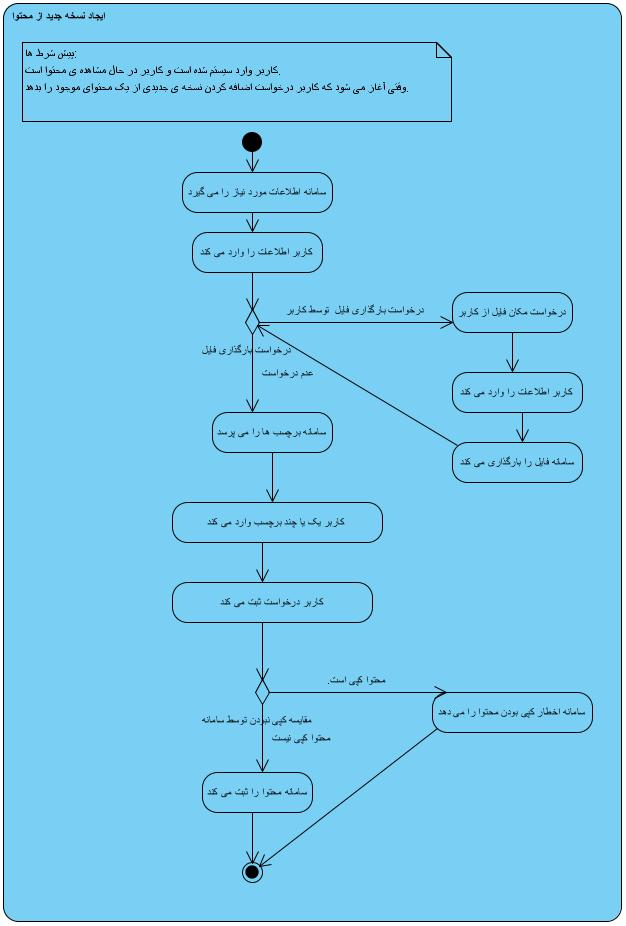 ایجاد نسخه جدید از محتوا
پیش شرط ها:
کاربر وارد سیستم شده است و کاربر در حال مشاهده ی محتوا است.
وقتی آغاز می شود که کاربر درخواست اضافه کردن نسخه ی جدیدی از یک محتوای موجود را بدهد.
سامانه اطلاعات مورد نیاز را می گیرد
کاربر اطلاعات را وارد می کند
درخواست بارگذاری فایل توسط کاربر
درخواست مکان فایل از کاربر
درخواست بارگذاری فایل
عدم درخواست
کاربر اطلاعات را وارد می کند
سامانه برچسب ها را می پرسد
سامانه فایل را بارگذاری می کند
کاربر یک یا چند برچسب وارد می کند
کاربر درخواست ثبت می کند
محتوا کپی است.
سامانه اخطار کپی بودن محتوا را می دهد
مقایسه کپی نبودن توسط سامانه
محتوا کپی نیست
سامانه محتوا را ثبت می کند